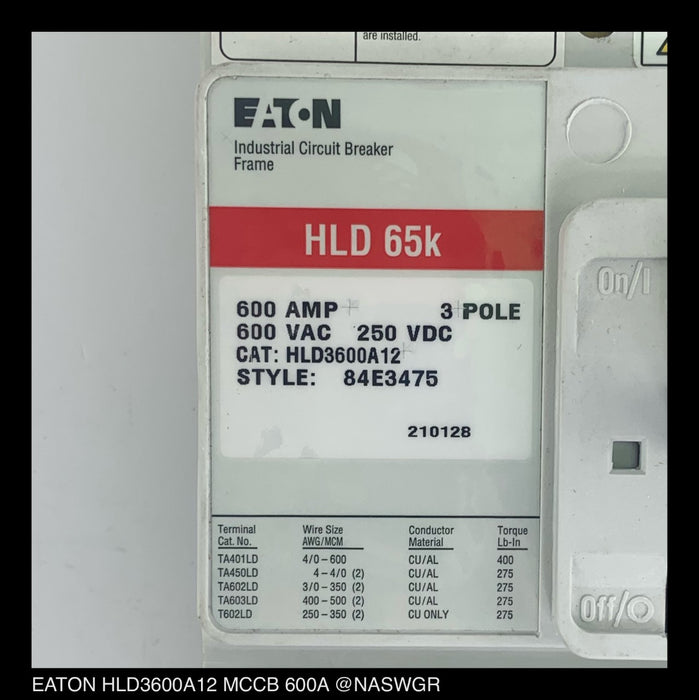 are installed.
EATON
Industrial Circuit Breaker
Frame
HLD 65k
600 AMP 3 POLE
600 VAC 250 VDC
CAT: HLD3600A12
STYLE: 84E3475
21012B
Terminal Wire Size Conductor Torque
Cat. No. AWG/MCM Material Lb-In
TA401LD 4/0-600 CU/AL 400
TA450LD 4-4/0 (2) CU/AL 275
TA602LD 3/0-350 (2) CU/AL 275
TA603LD 400-500 (2) CU/AL 275
T602LD 250-350 (2) CU ONLY 275
On/I
Off/O
EATON HLD3600A12 MCCB 600A @NASWGR